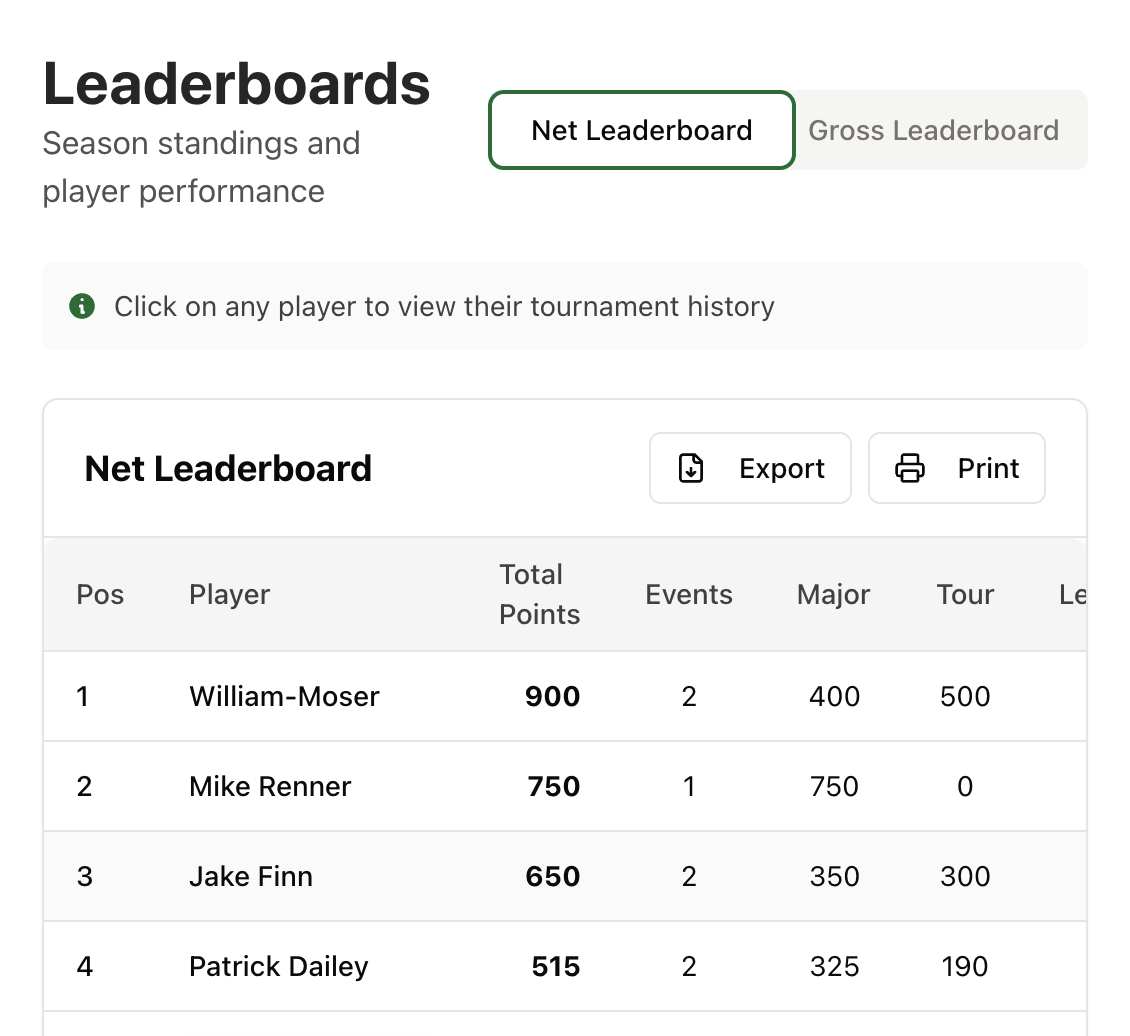 Leaderboards
Season standings and
player performance
Net Leaderboard Gross Leaderboard
Click on any player to view their tournament history
Net Leaderboard Export Print
Pos Player Total Points Events Major Tour Le
1 William-Moser 900 2 400 500
2 Mike Renner 750 1 750 0
3 Jake Finn 650 2 350 300
4 Patrick Dailey 515 2 325 190